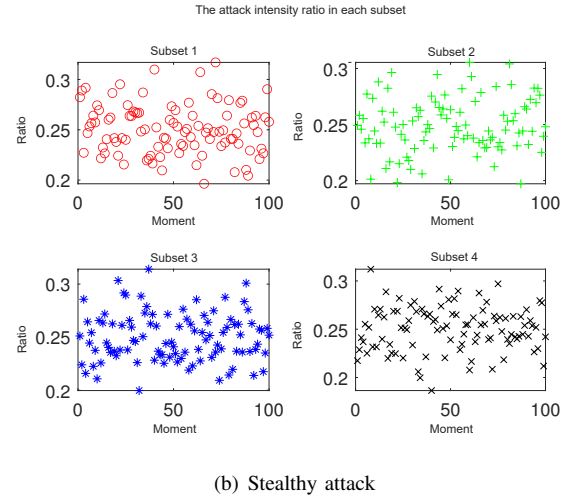 The attack intensity ratio in each subset
Subset 1
Ratio
0.3
0.25
0.2
0 50 100
Moment
Subset 2
Ratio
0.3
0.25
0.2
0 50 100
Moment
Subset 3
Ratio
0.3
0.25
0.2
0 50 100
Moment
Subset 4
Ratio
0.3
0.25
0.2
0 50 100
Moment
(b) Stealthy attack